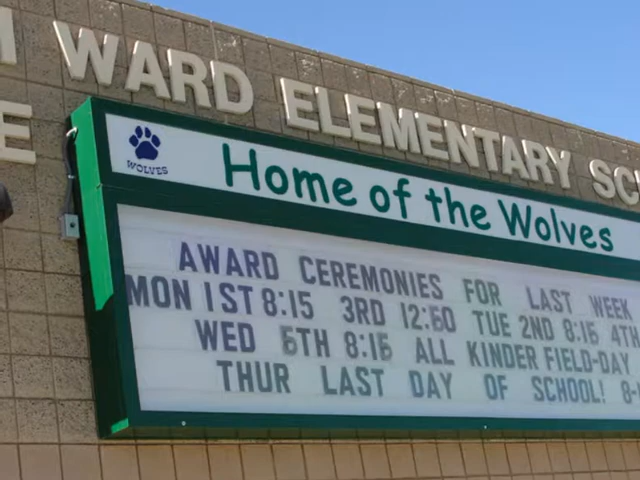 WARD ELEMENTARY
WOLVES
Home of the Wolves
AWARD CEREMONIES FOR LAST WEEK
MON 1ST 8:15 3RD 12:50 TUE 2ND 8:15 4TH
WED 5TH 8:15 ALL KINDER FIELD-DAY
THUR LAST DAY OF SCHOOL!